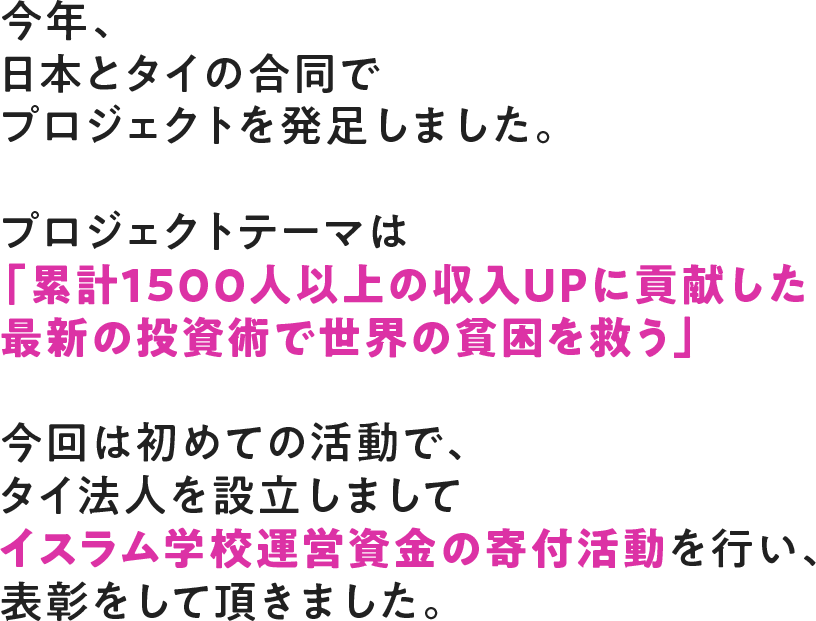 今年、
日本とタイの合同で
プロジェクトを発足しました。
プロジェクトテーマは
「累計1500人以上の収入UPに貢献した
最新の投資術で世界の貧困を救う」
今回は初めての活動で、
タイ法人を設立しまして
イスラム学校運営資金の寄付活動を行い、
表彰をして頂きました。